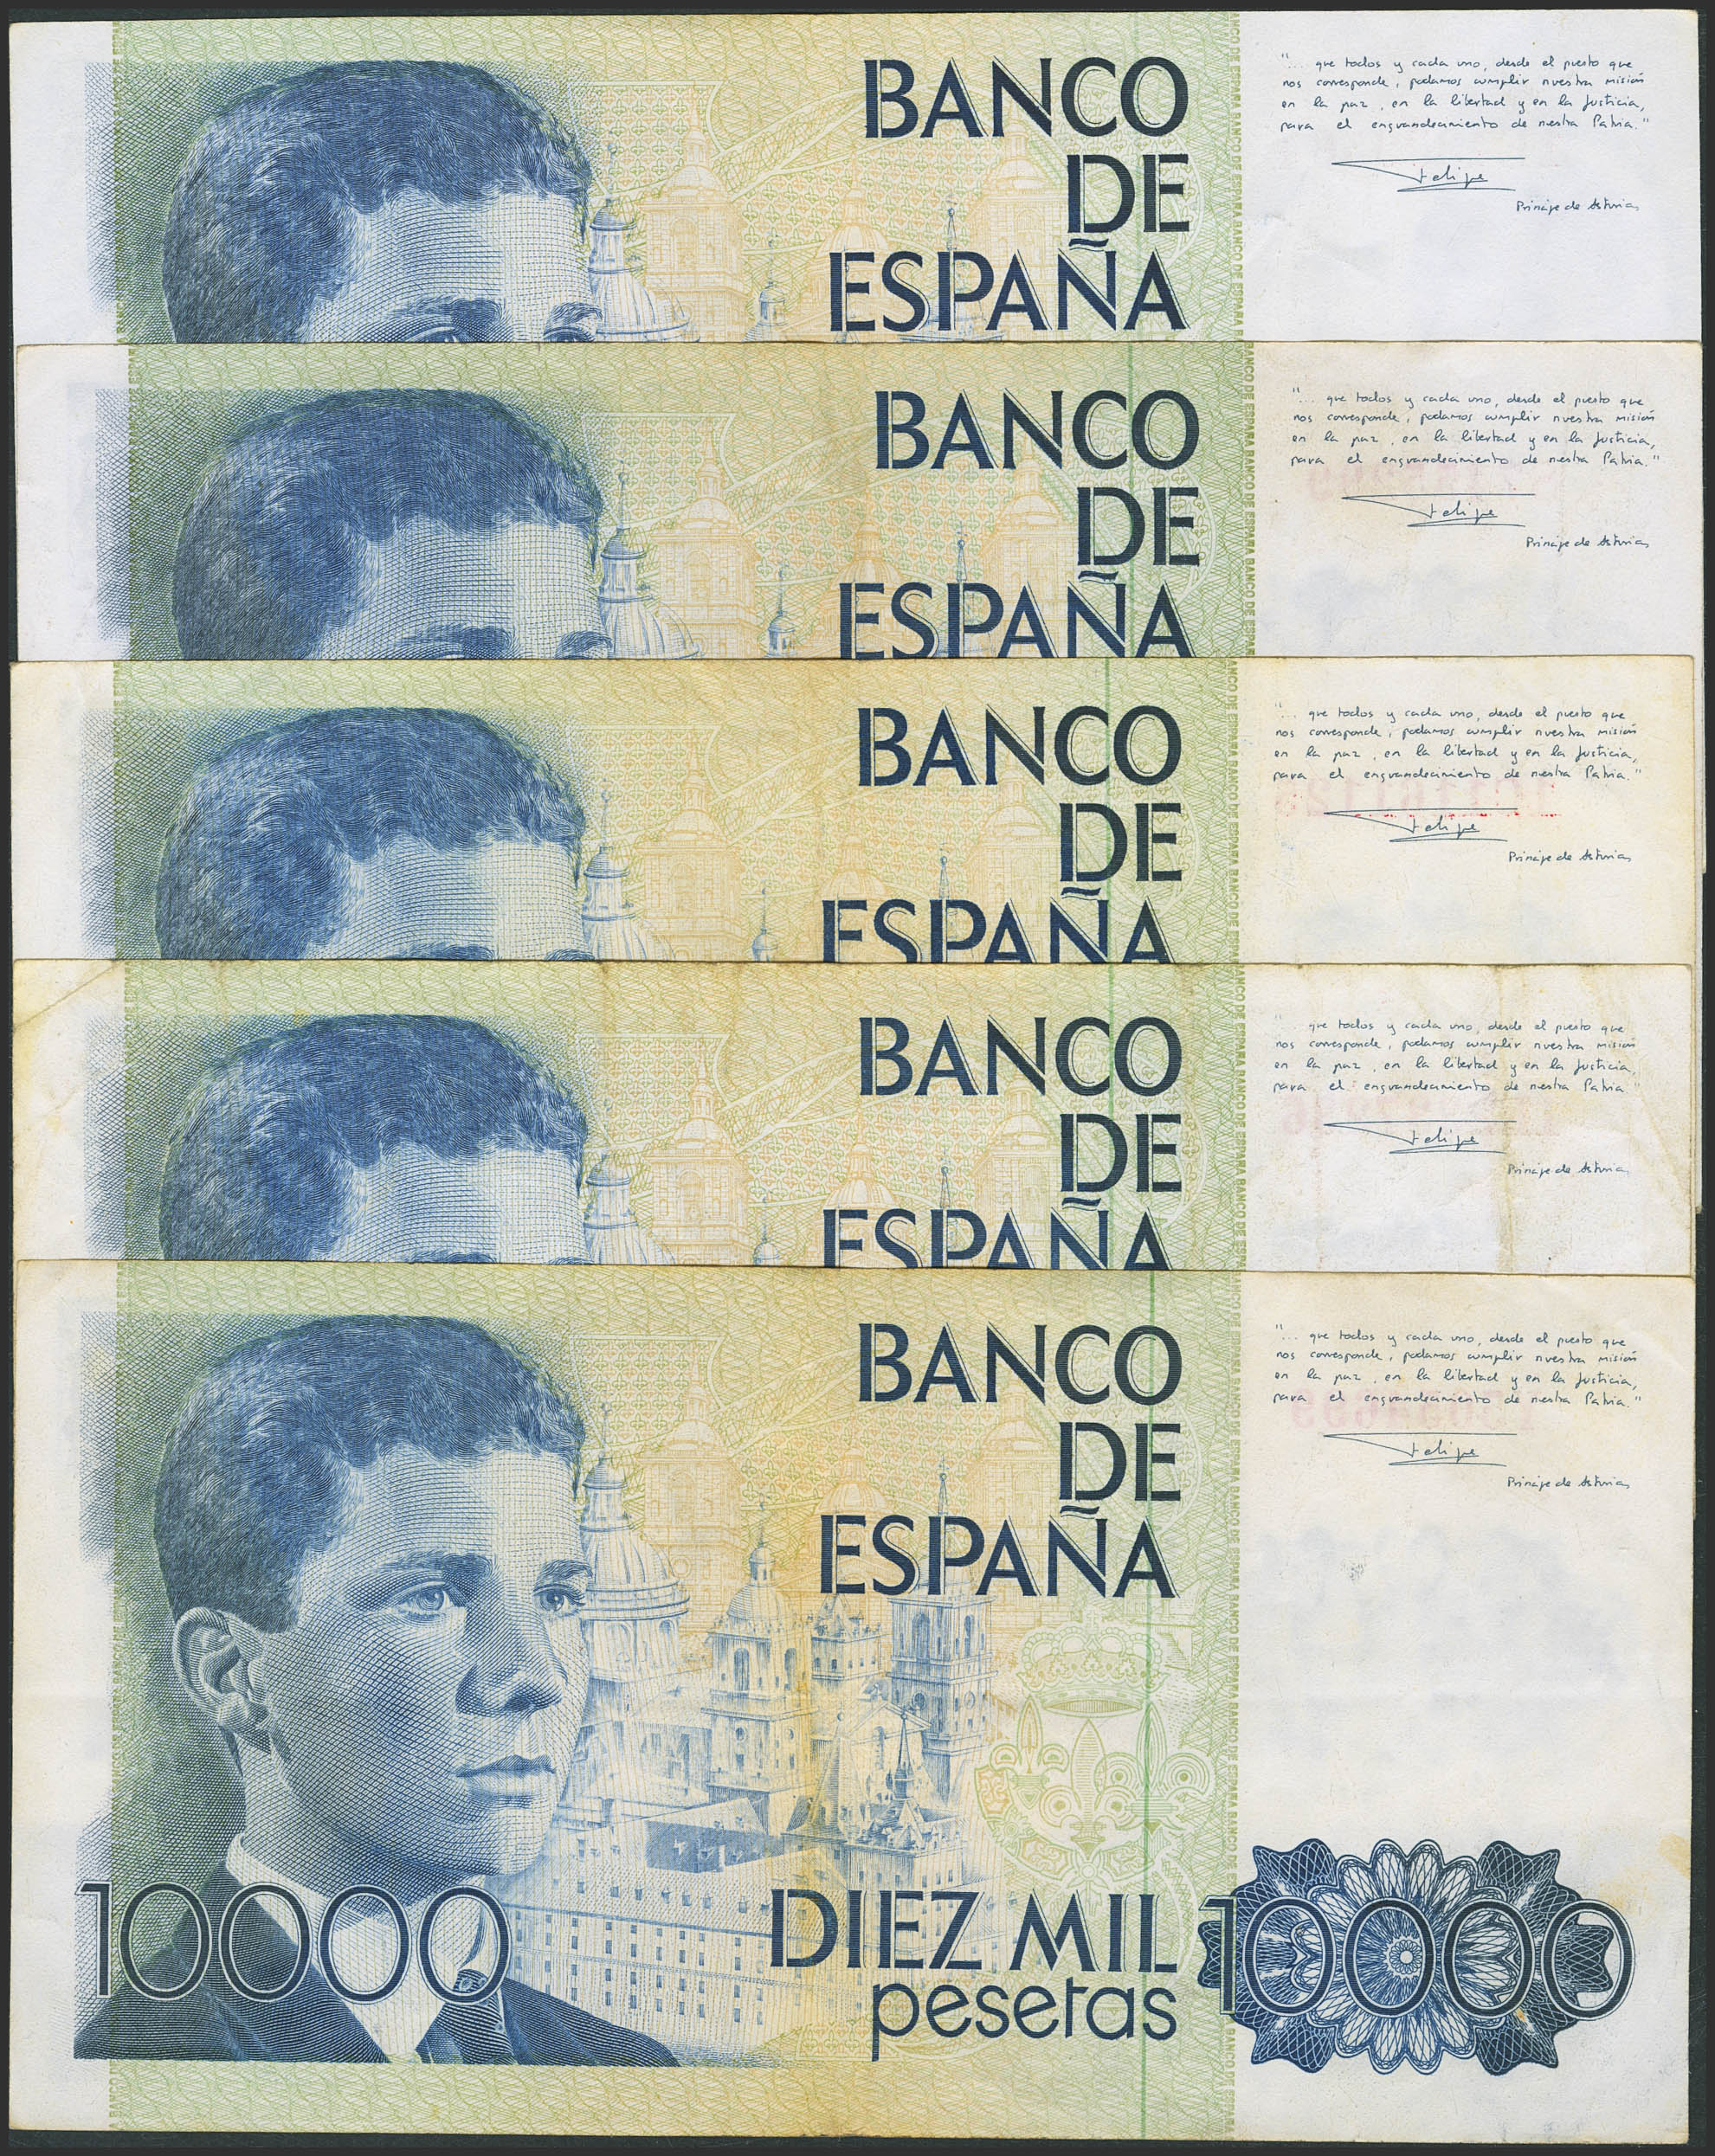 BANCO
DE
ESPAÑA
"... que todos y cada uno, desde el puesto que
nos corresponde, podamos cumplir nuestra misión
en la paz, en la libertad y en la justicia,
para el engrandecimiento de nuestra Patria."
Felipe
Príncipe de Asturias
BANCO
DE
ESPAÑA
"... que todos y cada uno, desde el puesto que
nos corresponde, podamos cumplir nuestra misión
en la paz, en la libertad y en la justicia,
para el engrandecimiento de nuestra Patria."
Felipe
Príncipe de Asturias
BANCO
DE
ESPAÑA
"... que todos y cada uno, desde el puesto que
nos corresponde, podamos cumplir nuestra misión
en la paz, en la libertad y en la justicia,
para el engrandecimiento de nuestra Patria."
Felipe
Príncipe de Asturias
BANCO
DE
ESPAÑA
que todos y cada uno, desde el puesto que
nos corresponde, podamos cumplir nuestra misión
en la paz, en la libertad y en la justicia,
para el engrandecimiento de nuestra Patria."
Felipe
Príncipe de Asturias
BANCO
DE
ESPAÑA
"... que todos y cada uno, desde el puesto que
nos corresponde, podamos cumplir nuestra misión
en la paz, en la libertad y en la justicia,
para el engrandecimiento de nuestra Patria."
Felipe
Príncipe de Asturias
10000
DIEZ MIL
pesetas
10000